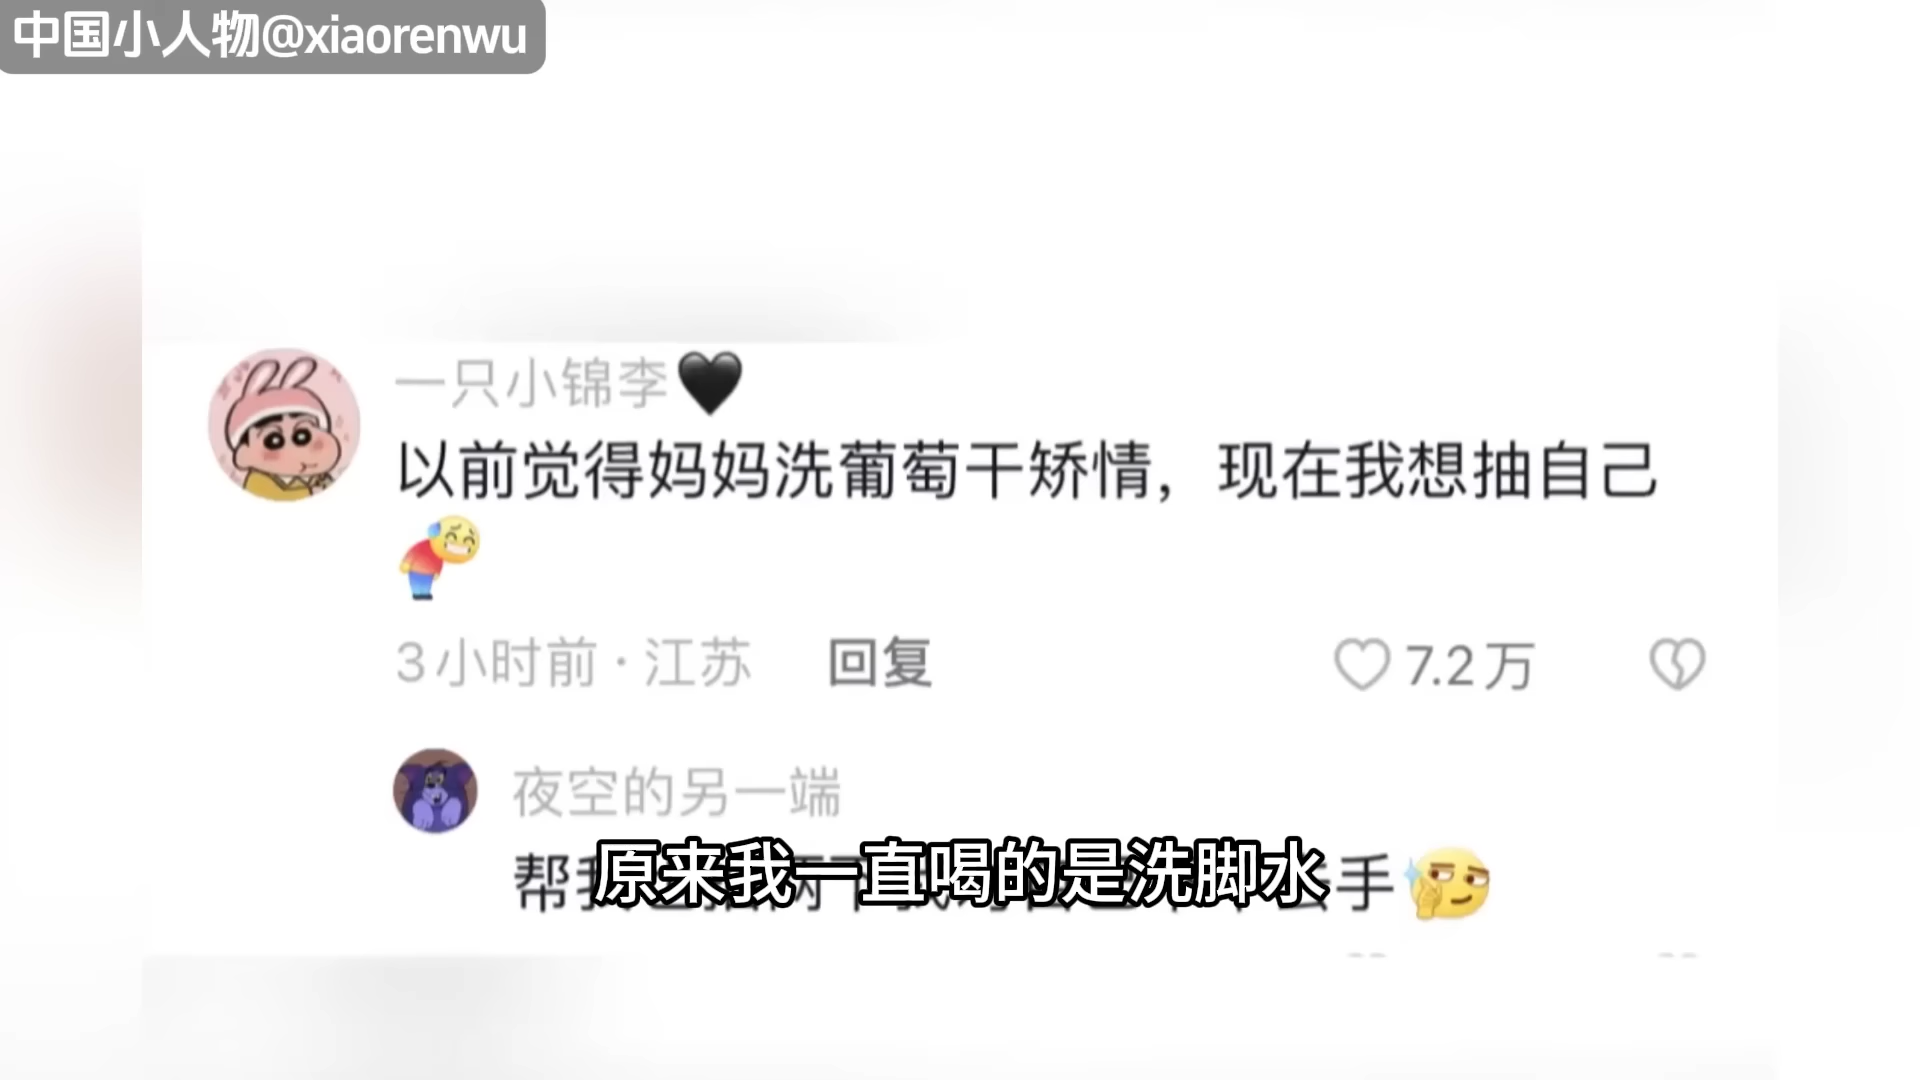 中国小人物@xiaorenwu
一只小锦李🖤
以前觉得妈妈洗葡萄干矫情，现在我想抽自己
3小时前·江苏 回复 7.2万
夜空的另一端
原来我一直喝的是洗脚水